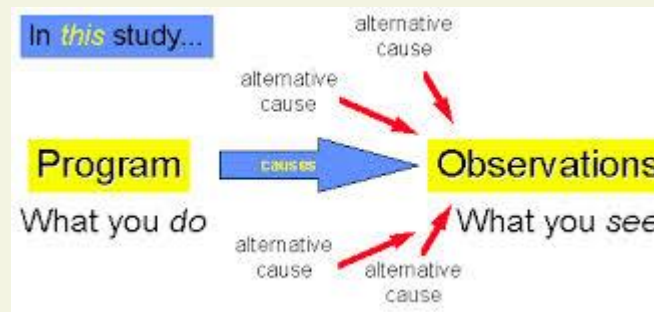 In this study...
alternative
cause
alternative
cause
Program
causes
Observations
What you do
What you see
alternative
cause
alternative
cause